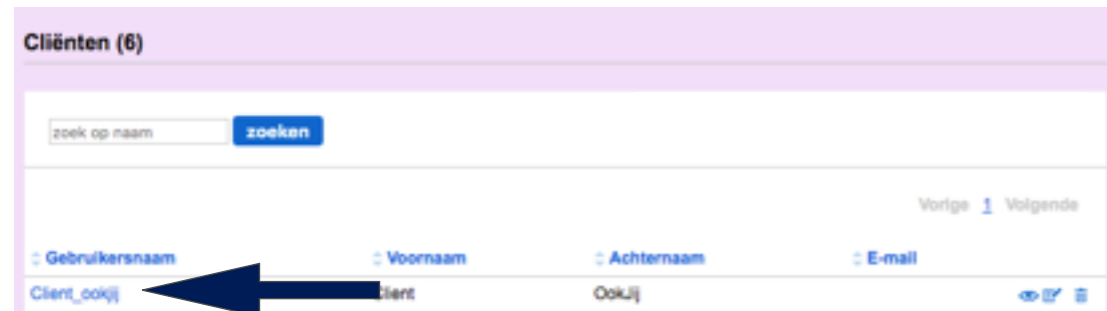 Cliënten (6)
zoek op naam zoeken
Vorige 1 Volgende
Gebruikersnaam Voornaam Achternaam E-mail
Client_ookjij Client OokJij